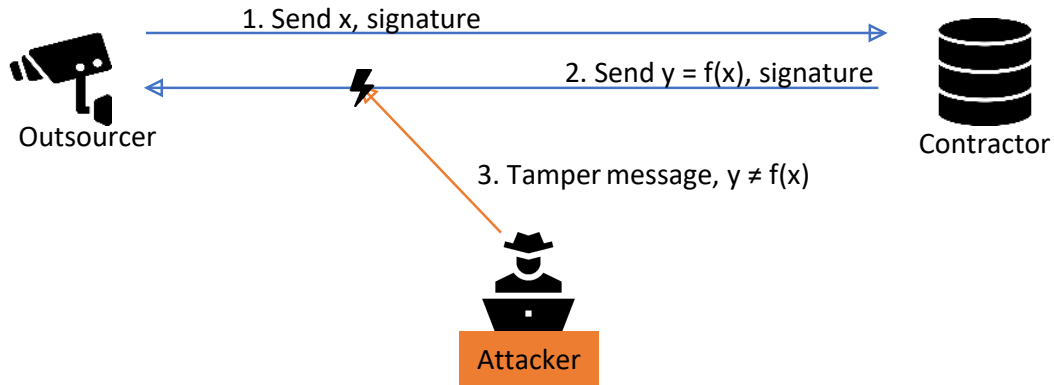 1. Send x, signature
2. Send y = f(x), signature
Outsourcer
Contractor
3. Tamper message, y ≠ f(x)
Attacker